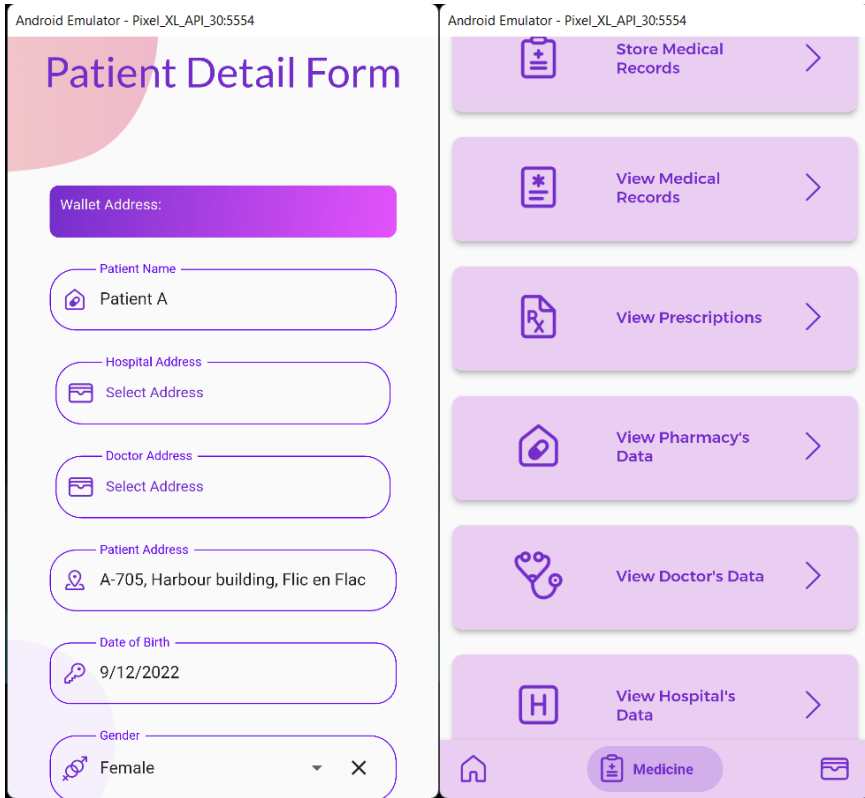 Android Emulator - Pixel_XL_API_30:5554
Patient Detail Form
Wallet Address:
Patient Name
Patient A
Hospital Address
Select Address
Doctor Address
Select Address
Patient Address
A-705, Harbour building, Flic en Flac
Date of Birth
9/12/2022
Gender
Female
Android Emulator - Pixel_XL_API_30:5554
Store Medical
Records
View Medical
Records
Rx
View Prescriptions
View Pharmacy's
Data
View Doctor's Data
H
View Hospital's
Data
Medicine